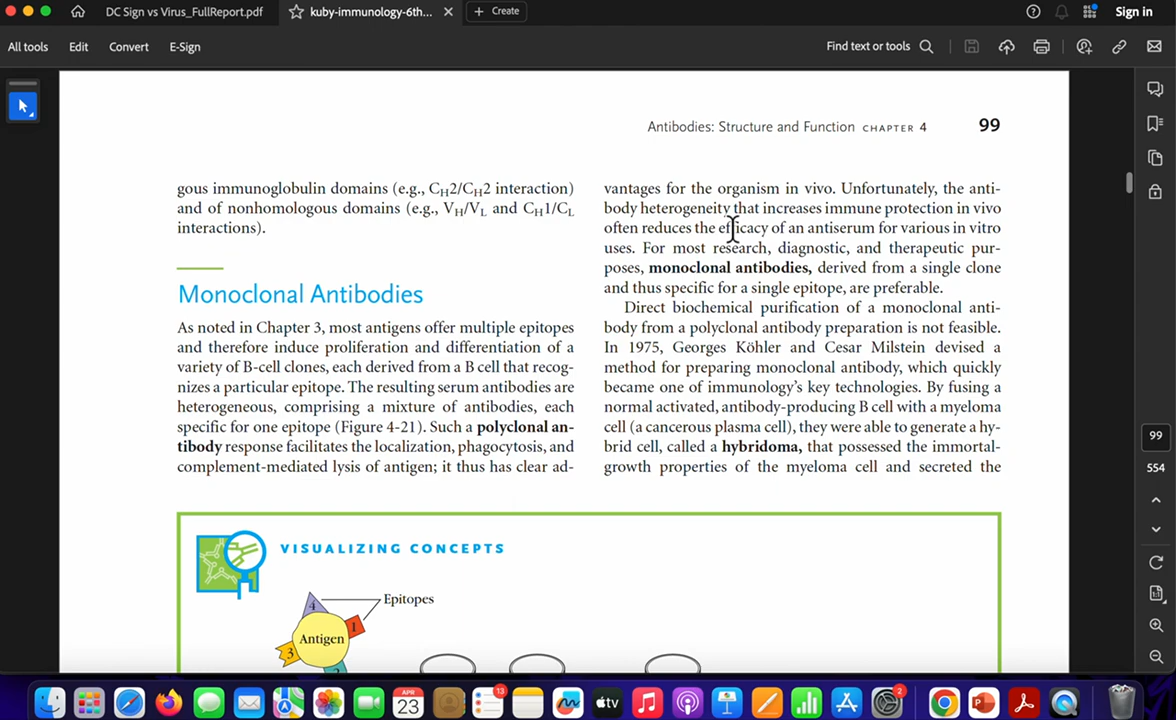 DC Sign vs Virus_FullReport.pdf
kuby-immunology-6th...
Create
Sign in
All tools
Edit
Convert
E-Sign
Find text or tools
Antibodies: Structure and Function CHAPTER 4 99
gous immunoglobulin domains (e.g., CH2/CH2 interaction)
and of nonhomologous domains (e.g., VH/VL and CH1/CL
interactions).
Monoclonal Antibodies
As noted in Chapter 3, most antigens offer multiple epitopes
and therefore induce proliferation and differentiation of a
variety of B-cell clones, each derived from a B cell that recog-
nizes a particular epitope. The resulting serum antibodies are
heterogeneous, comprising a mixture of antibodies, each
specific for one epitope (Figure 4-21). Such a polyclonal an-
tibody response facilitates the localization, phagocytosis, and
complement-mediated lysis of antigen; it thus has clear ad-
vantages for the organism in vivo. Unfortunately, the anti-
body heterogeneity that increases immune protection in vivo
often reduces the efficacy of an antiserum for various in vitro
uses. For most research, diagnostic, and therapeutic pur-
poses, monoclonal antibodies, derived from a single clone
and thus specific for a single epitope, are preferable.
Direct biochemical purification of a monoclonal anti-
body from a polyclonal antibody preparation is not feasible.
In 1975, Georges Köhler and Cesar Milstein devised a
method for preparing monoclonal antibody, which quickly
became one of immunology's key technologies. By fusing a
normal activated, antibody-producing B cell with a myeloma
cell (a cancerous plasma cell), they were able to generate a hy-
brid cell, called a hybridoma, that possessed the immortal-
growth properties of the myeloma cell and secreted the
VISUALIZING CONCEPTS
4
Epitopes
1
Antigen
3
99
554
1:1
APR
23
13
tv
2